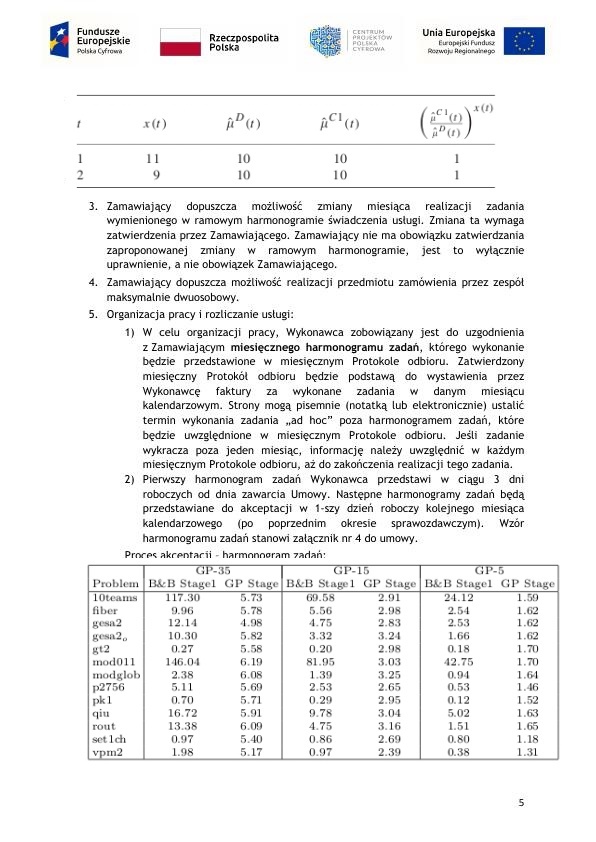 Fundusze
Europejskie
Polska Cyfrowa
Rzeczpospolita
Polska
CENTRUM
PROJEKTÓW
POLSKA
CYFROWA
Unia Europejska
Europejski Fundusz
Rozwoju Regionalnego
t x(t) μ̂^D(t) μ̂^C1(t) (μ̂^C1(t)/μ̂^D(t))^x(t)
1 11 10 10 1
2 9 10 10 1
3. Zamawiający dopuszcza możliwość zmiany miesiąca realizacji zadania
wymienionego w ramowym harmonogramie świadczenia usługi. Zmiana ta wymaga
zatwierdzenia przez Zamawiającego. Zamawiający nie ma obowiązku zatwierdzania
zaproponowanej zmiany w ramowym harmonogramie, jest to wyłącznie
uprawnienie, a nie obowiązek Zamawiającego.
4. Zamawiający dopuszcza możliwość realizacji przedmiotu zamówienia przez zespół
maksymalnie dwuosobowy.
5. Organizacja pracy i rozliczanie usługi:
1) W celu organizacji pracy, Wykonawca zobowiązany jest do uzgodnienia
z Zamawiającym miesięcznego harmonogramu zadań, którego wykonanie
będzie przedstawione w miesięcznym Protokole odbioru. Zatwierdzony
miesięczny Protokół odbioru będzie podstawą do wystawienia przez
Wykonawcę faktury za wykonane zadania w danym miesiącu
kalendarzowym. Strony mogą pisemnie (notatką lub elektronicznie) ustalić
termin wykonania zadania „ad hoc” poza harmonogramem zadań, które
będzie uwzględnione w miesięcznym Protokole odbioru. Jeśli zadanie
wykracza poza jeden miesiąc, informację należy uwzględnić w każdym
miesięcznym Protokole odbioru, aż do zakończenia realizacji tego zadania.
2) Pierwszy harmonogram zadań Wykonawca przedstawi w ciągu 3 dni
roboczych od dnia zawarcia Umowy. Następne harmonogramy zadań będą
przedstawiane do akceptacji w 1-szy dzień roboczy kolejnego miesiąca
kalendarzowego (po poprzednim okresie sprawozdawczym). Wzór
harmonogramu zadań stanowi załącznik nr 4 do umowy.
Proces akceptacji – harmonogram zadań:
GP-35 GP-15 GP-5
Problem B&B Stage1 GP Stage B&B Stage1 GP Stage B&B Stage1 GP Stage
10teams 117.30 5.73 69.58 2.91 24.12 1.59
fiber 9.96 5.78 5.56 2.98 2.54 1.62
gesa2 12.14 4.98 4.75 2.83 2.53 1.62
gesa2_o 10.30 5.82 3.32 3.24 1.66 1.62
gt2 0.27 5.58 0.20 2.98 0.18 1.70
mod011 146.04 6.19 81.95 3.03 42.75 1.70
modglob 2.38 6.08 1.39 3.25 0.94 1.64
p2756 5.11 5.69 2.53 2.65 0.53 1.46
pk1 0.70 5.71 0.29 2.95 0.12 1.52
qiu 16.72 5.91 9.78 3.04 5.02 1.63
rout 13.38 6.09 4.75 3.16 1.51 1.65
set1ch 0.97 5.40 0.86 2.69 0.80 1.18
vpm2 1.98 5.17 0.97 2.39 0.38 1.31
5